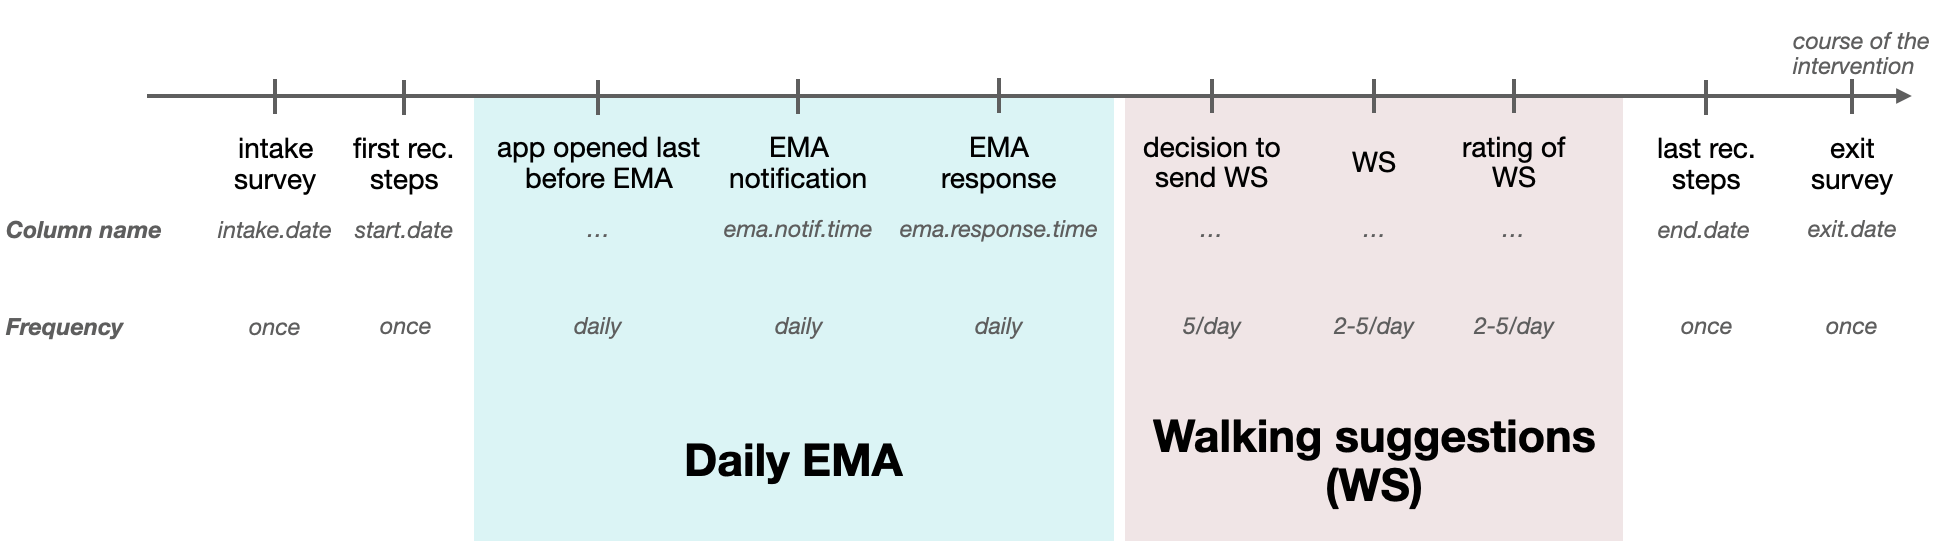 course of the
intervention
intake
survey
first rec.
steps
app opened last
before EMA
EMA
notification
EMA
response
decision to
send WS
WS
rating of
WS
last rec.
steps
exit
survey
Column name intake.date start.date ... ema.notif.time ema.response.time ... ... ... end.date exit.date
Frequency once once daily daily daily 5/day 2-5/day 2-5/day once once
Daily EMA
Walking suggestions
(WS)